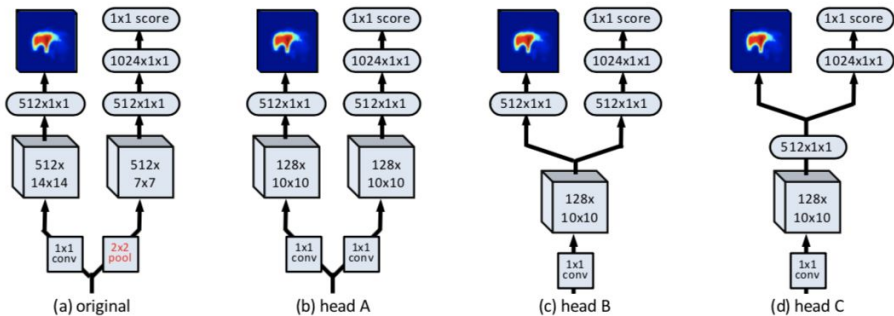 1x1 score
1024x1x1
512x1x1
512x1x1
512x
14x14
512x
7x7
1x1
conv
2x2
pool
(a) original
1x1 score
1024x1x1
512x1x1
512x1x1
128x
10x10
128x
10x10
1x1
conv
1x1
conv
(b) head A
1x1 score
1024x1x1
512x1x1
512x1x1
128x
10x10
1x1
conv
(c) head B
1x1 score
1024x1x1
512x1x1
128x
10x10
1x1
conv
(d) head C